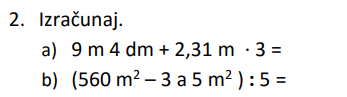 2. Izračunaj.
a) 9 m 4 dm + 2,31 m · 3 =
b) (560 m² – 3 a 5 m² ) : 5 =